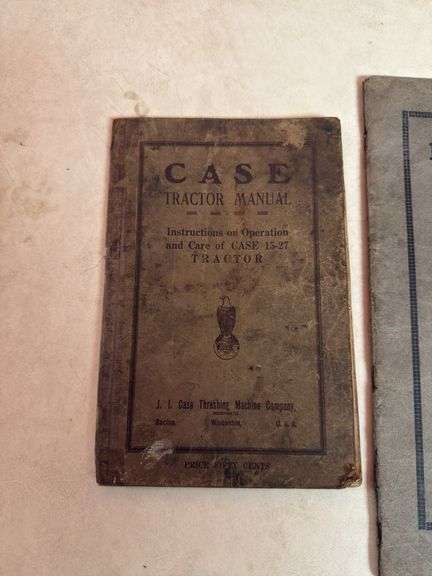 CASE
TRACTOR MANUAL
Instructions on Operation
and Care of CASE 15-27
TRACTOR
J. I. Case Threshing Machine Company
Racine, Wisconsin, U. S. A.
PRICE FIFTY CENTS